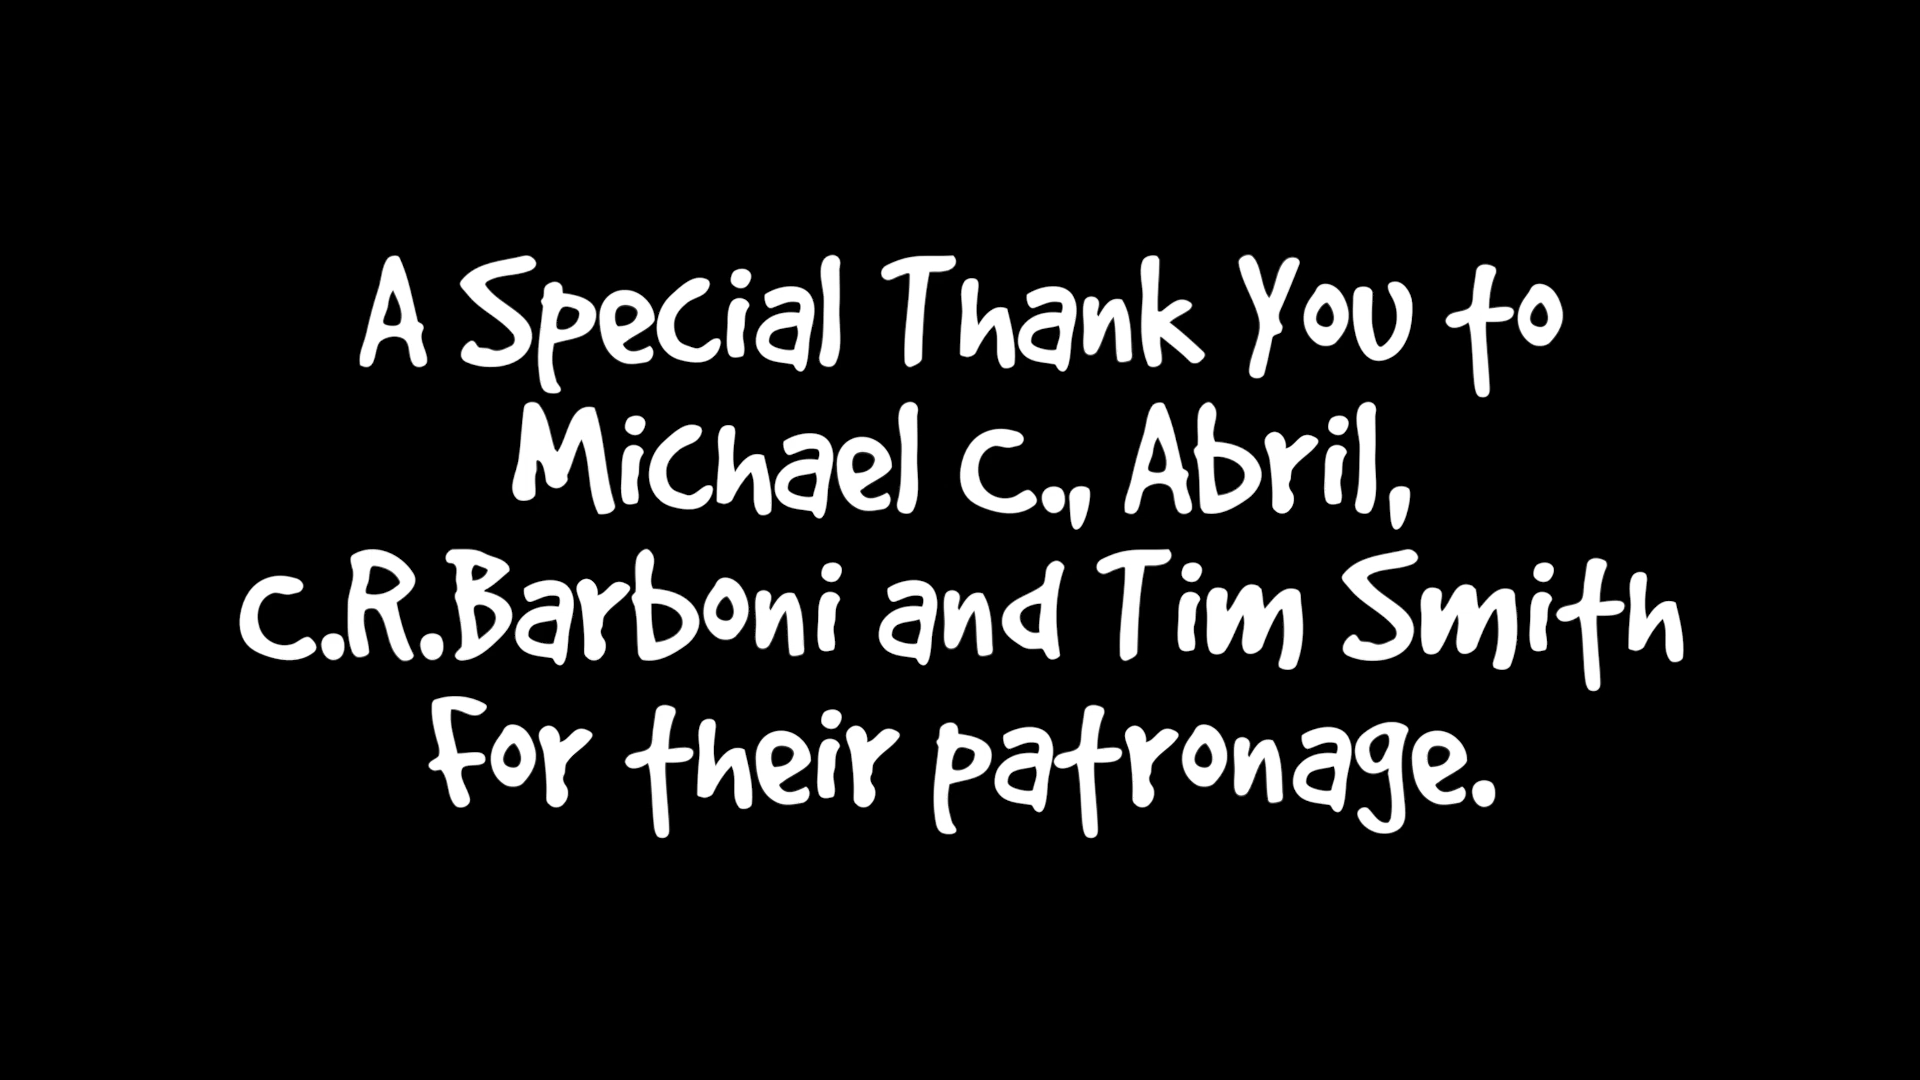 A Special Thank You to
Michael C., Abril,
C.R.Barboni and Tim Smith
for their patronage.